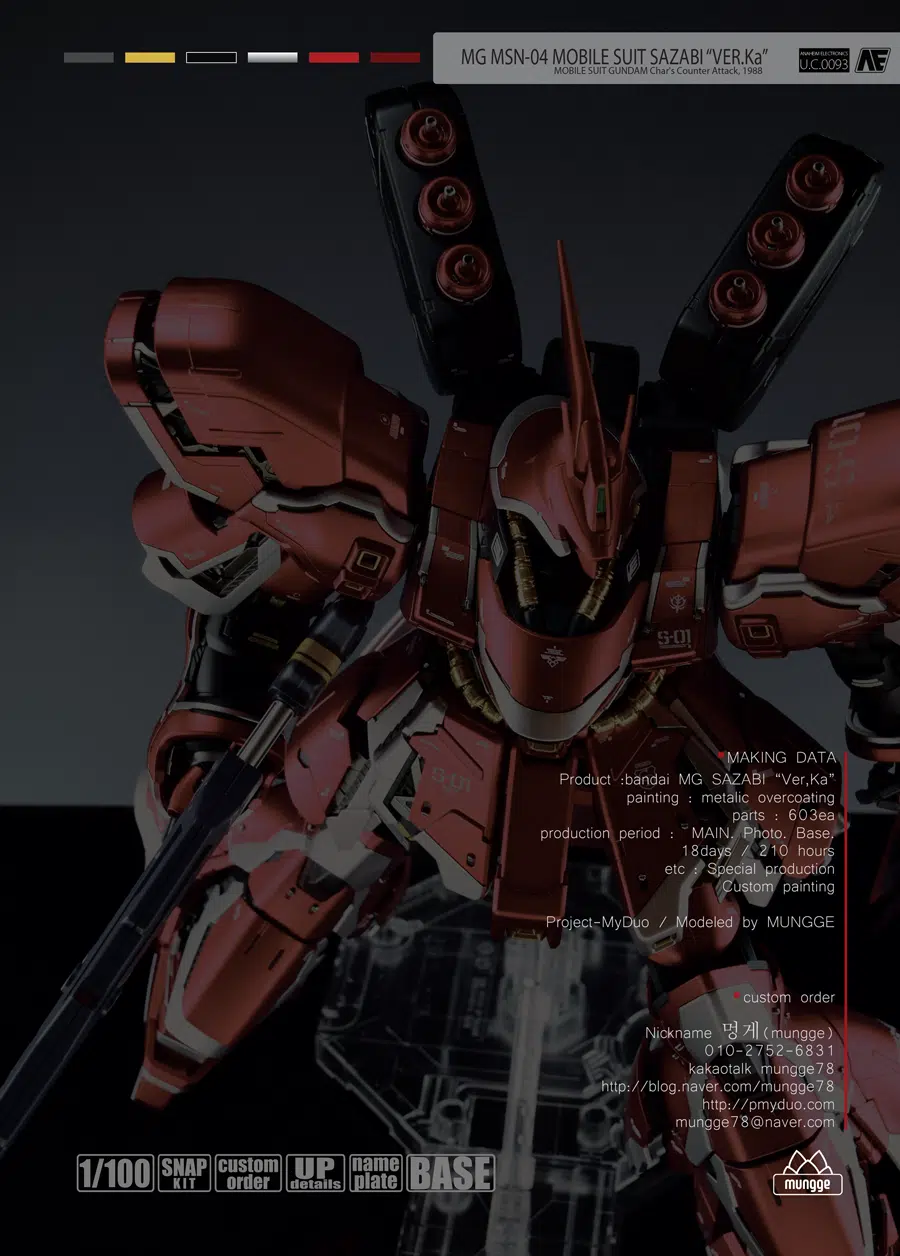 MG MSN-04 MOBILE SUIT SAZABI “VER.Ka”
MOBILE SUIT GUNDAM Char's Counter Attack, 1988
ANAHEIM ELECTRONICS
U.C.0093
AE
S-01
S-01
S-01
MAKING DATA
Product :bandai MG SAZABI “Ver,Ka”
painting : metalic overcoating
parts : 603ea
production period : MAIN. Photo. Base,
18days / 210 hours
etc : Special production
Custom painting
Project-MyDuo / Modeled by MUNGGE
custom order
Nickname 멍게(mungge)
010-2752-6831
kakaotalk mungge78
http://blog.naver.com/mungge78
http://pmyduo.com
mungge78@naver.com
1/100
SNAP KIT
custom order
UP details
name plate
BASE
mungge